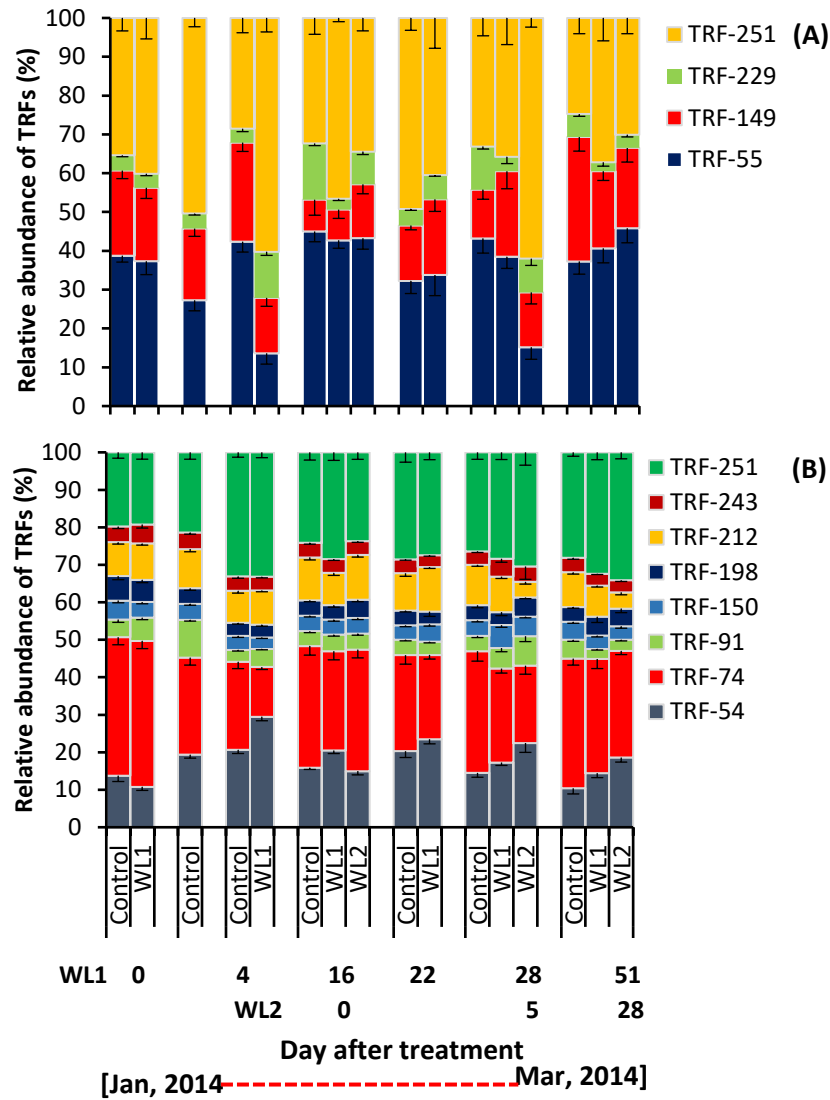 (A)
Relative abundance of TRFs (%)
100
90
80
70
60
50
40
30
20
10
0
TRF-251
TRF-229
TRF-149
TRF-55
(B)
Relative abundance of TRFs (%)
100
90
80
70
60
50
40
30
20
10
0
TRF-251
TRF-243
TRF-212
TRF-198
TRF-150
TRF-91
TRF-74
TRF-54
Control WL1 Control Control WL1 Control WL1 WL2 Control WL1 Control WL1 WL2 Control WL1 WL2
WL1 0 4 16 22 28 51
WL2 0 5 28
Day after treatment
[Jan, 2014 Mar, 2014]